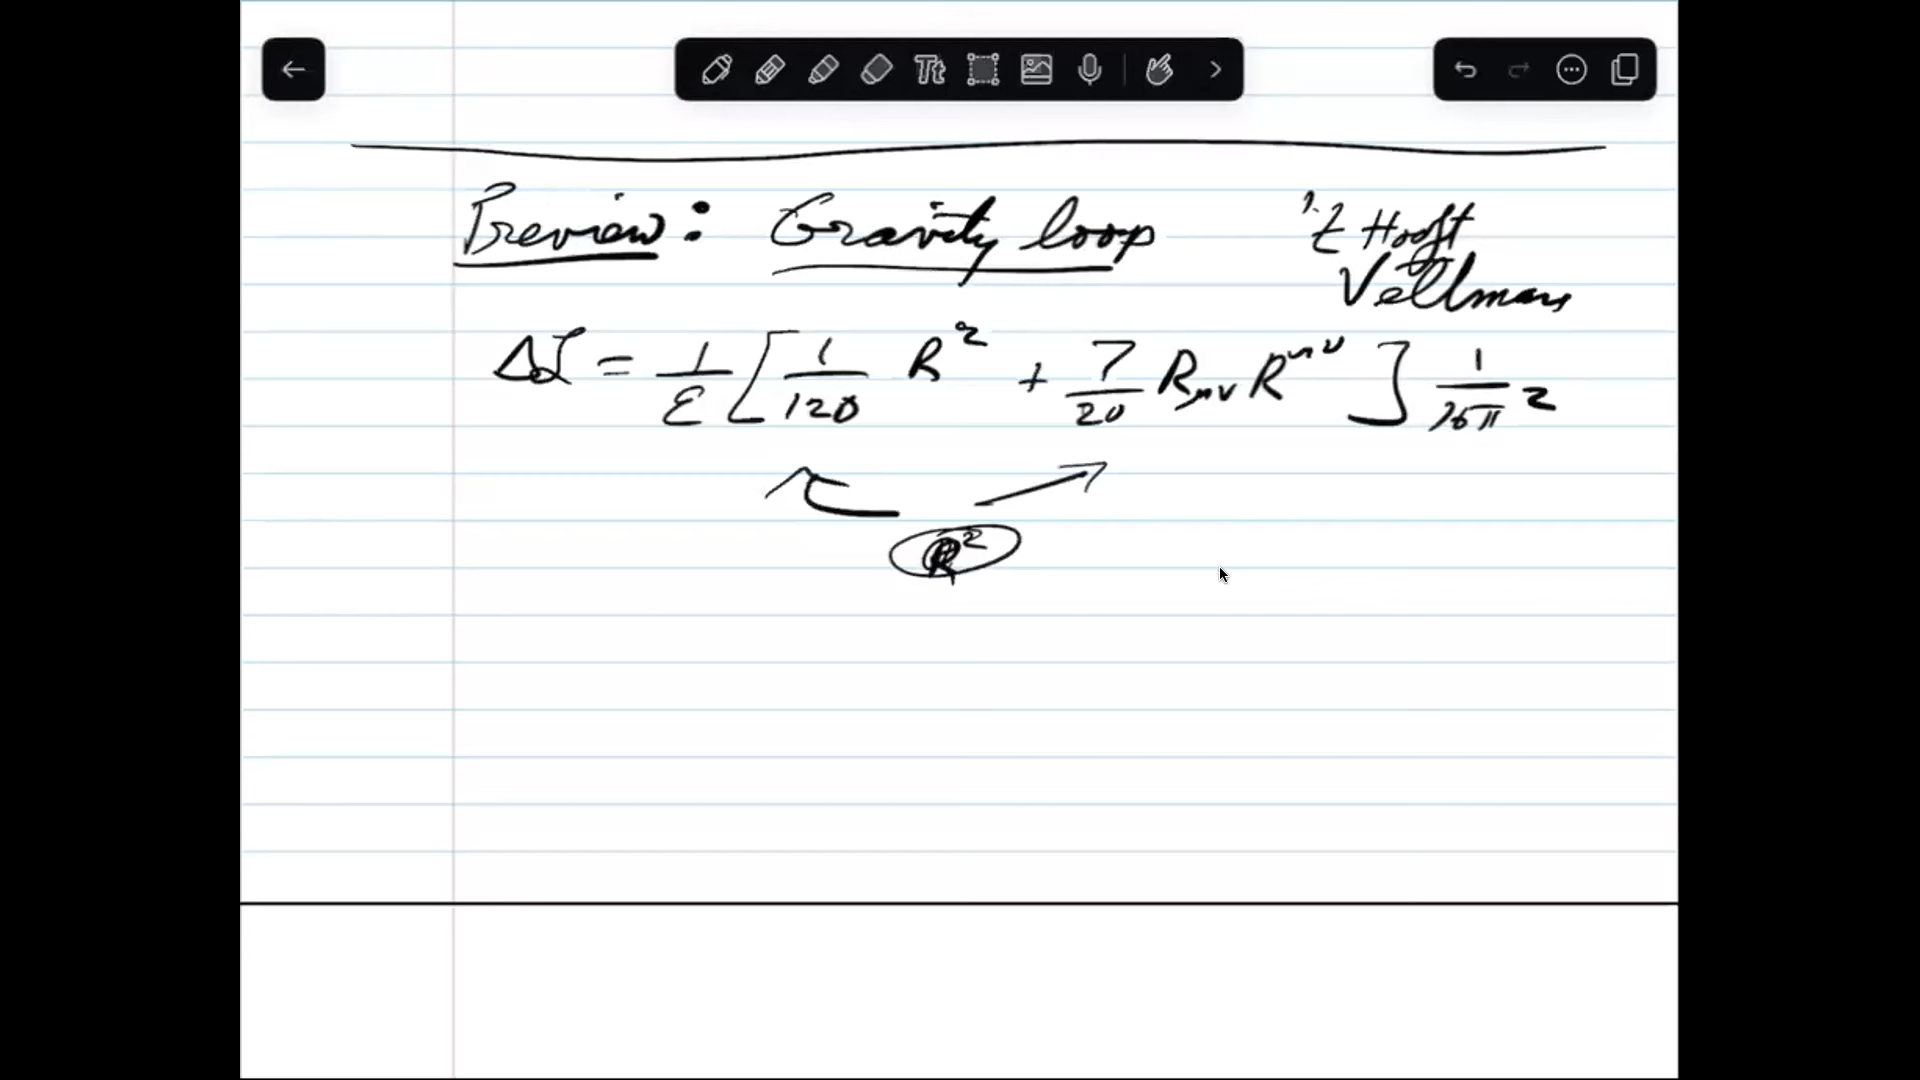 Preview: Gravity loop 't Hooft
Veltman
Δℒ = 1/ε [ 1/120 R² + 7/20 R_μν R^μν ] 1/16π²
R²